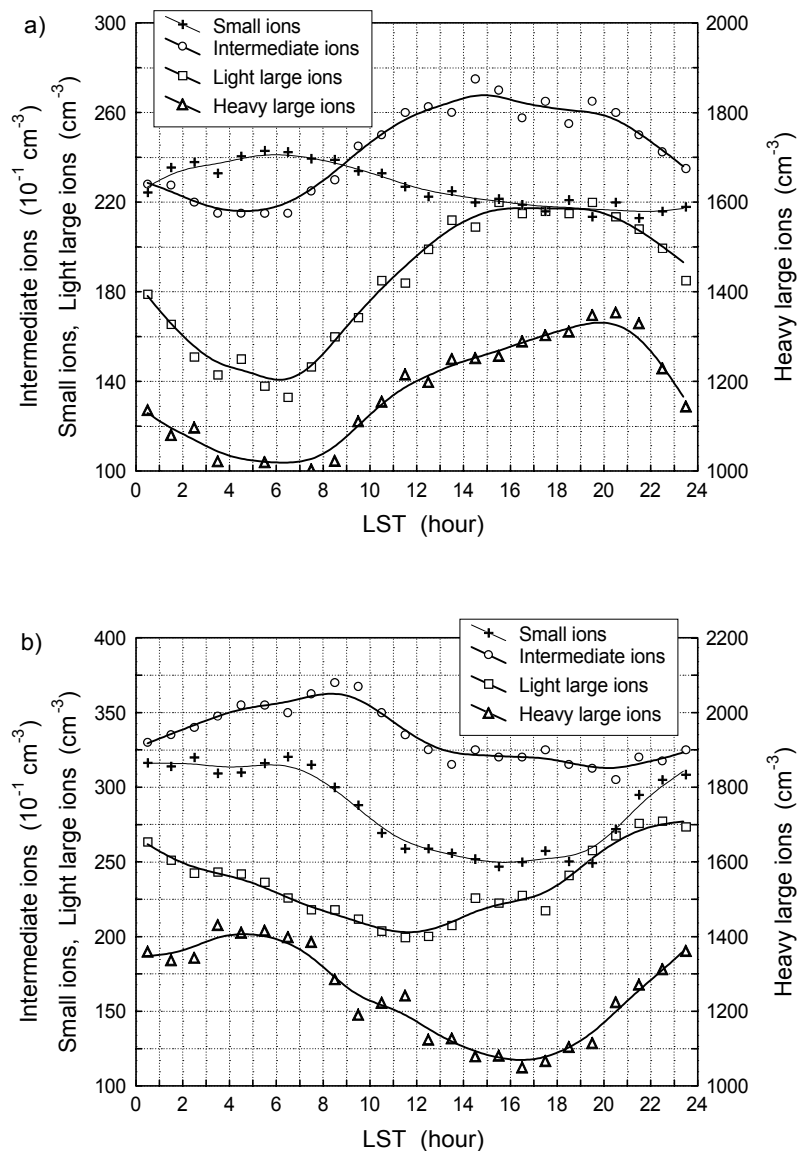 a)
Small ions
Intermediate ions
Light large ions
Heavy large ions
Intermediate ions (10⁻¹ cm⁻³)
Small ions, Light large ions (cm⁻³)
300
260
220
180
140
100
2000
1800
1600
1400
1200
1000
Heavy large ions (cm⁻³)
0 2 4 6 8 10 12 14 16 18 20 22 24
LST (hour)
b)
Small ions
Intermediate ions
Light large ions
Heavy large ions
Intermediate ions (10⁻¹ cm⁻³)
Small ions, Light large ions (cm⁻³)
400
350
300
250
200
150
100
2200
2000
1800
1600
1400
1200
1000
Heavy large ions (cm⁻³)
0 2 4 6 8 10 12 14 16 18 20 22 24
LST (hour)